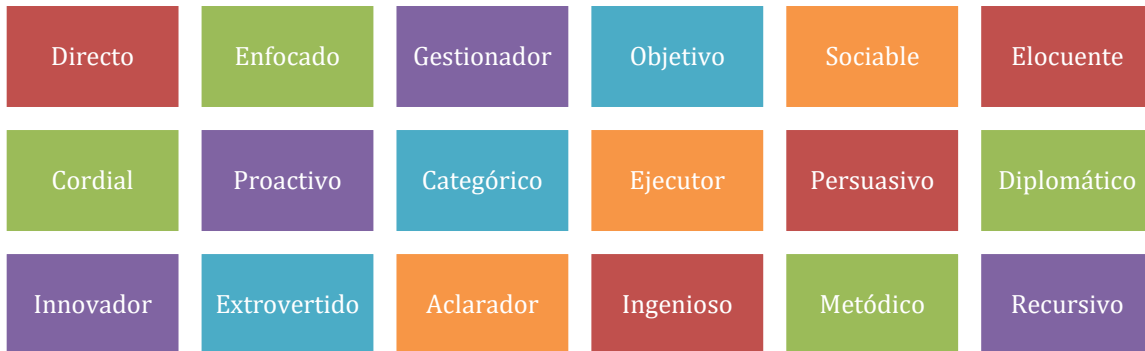 Directo Enfocado Gestionador Objetivo Sociable Elocuente
Cordial Proactivo Categórico Ejecutor Persuasivo Diplomático
Innovador Extrovertido Aclarador Ingenioso Metódico Recursivo